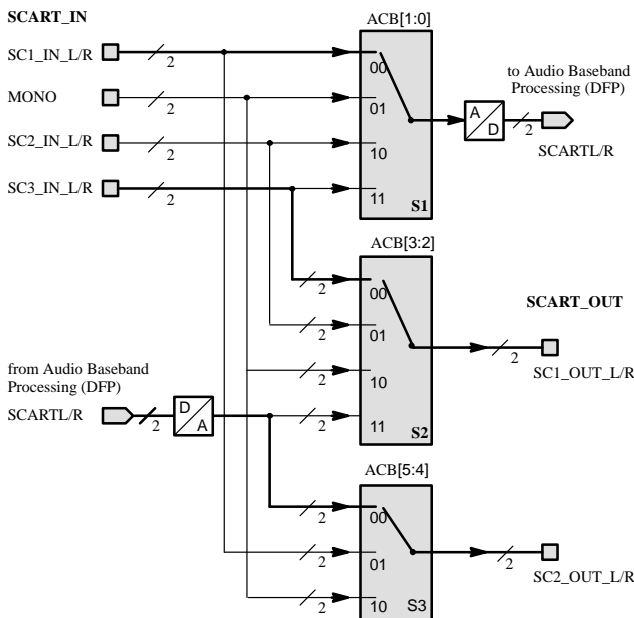 SCART_IN
ACB[1:0]
SC1_IN_L/R
2
00
to Audio Baseband
Processing (DFP)
MONO
2
01
A
D
2
SCARTL/R
SC2_IN_L/R
2
10
SC3_IN_L/R
2
11
S1
ACB[3:2]
2
00
SCART_OUT
2
01
2
SC1_OUT_L/R
from Audio Baseband
Processing (DFP)
2
10
SCARTL/R
2
D
A
2
11
S2
ACB[5:4]
2
00
2
01
2
SC2_OUT_L/R
2
10
S3